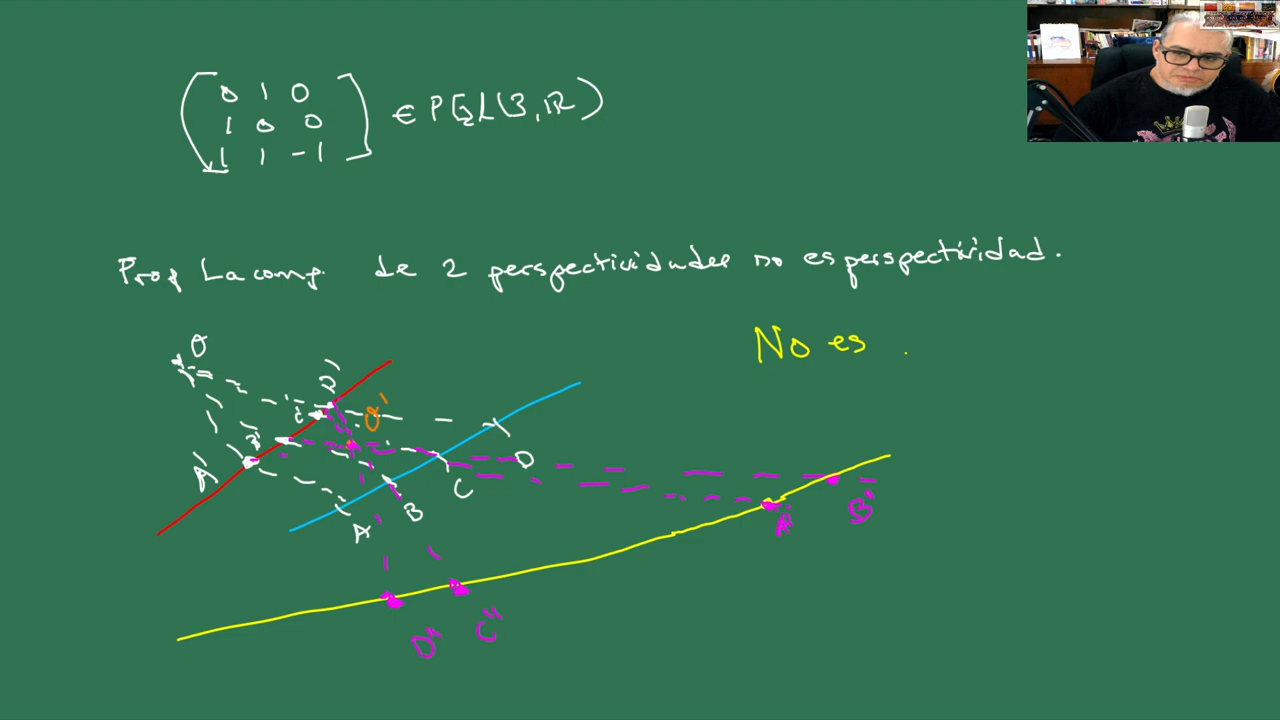 0 1 0
1 0 0 ∈ PGL(3, ℝ)
1 1 -1
Prop La comp. de 2 perspectividades no es perspectividad.
No es .
O
D'
C'
O'
B'
A'
D
C
B
A
A''
B''
C''
D''